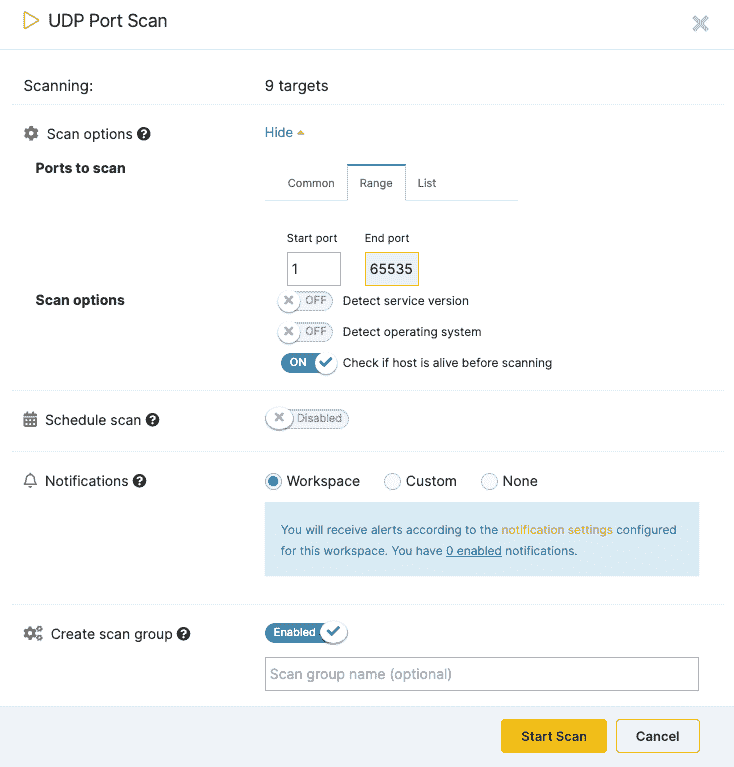 UDP Port Scan
Scanning: 9 targets
Scan options Hide
Ports to scan
Common Range List
Start port End port
1 65535
Scan options
OFF Detect service version
OFF Detect operating system
ON Check if host is alive before scanning
Schedule scan Disabled
Notifications Workspace Custom None
You will receive alerts according to the notification settings configured
for this workspace. You have 0 enabled notifications.
Create scan group Enabled
Scan group name (optional)
Start Scan Cancel